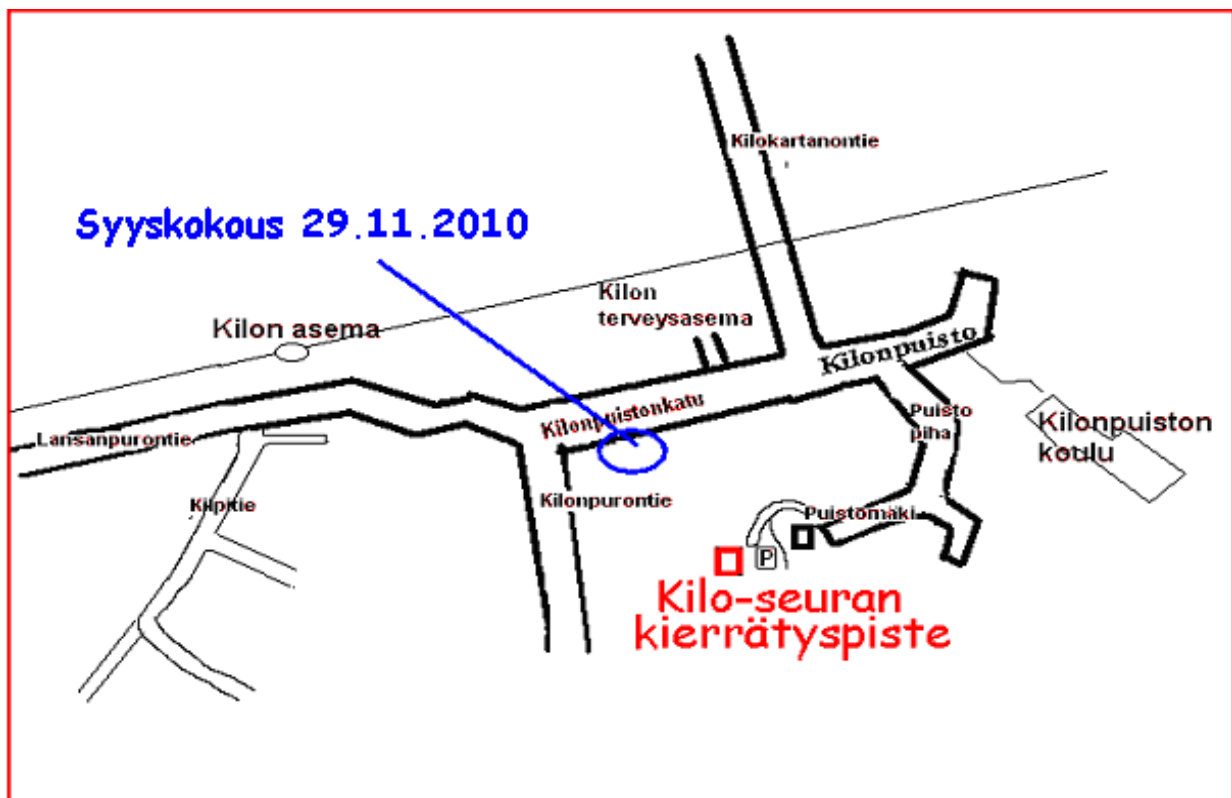 Kilokartanontie
Syyskokous 29.11.2010
Kilon
terveysasema
Kilon asema
Kilonpuisto
Kilonpuistonkatu
Puisto
piha
Kilonpuiston
koulu
Lansanpurontie
Kilpitie
Kilonpurontie
Puistomäki
P
Kilo-seuran
kierrätyspiste